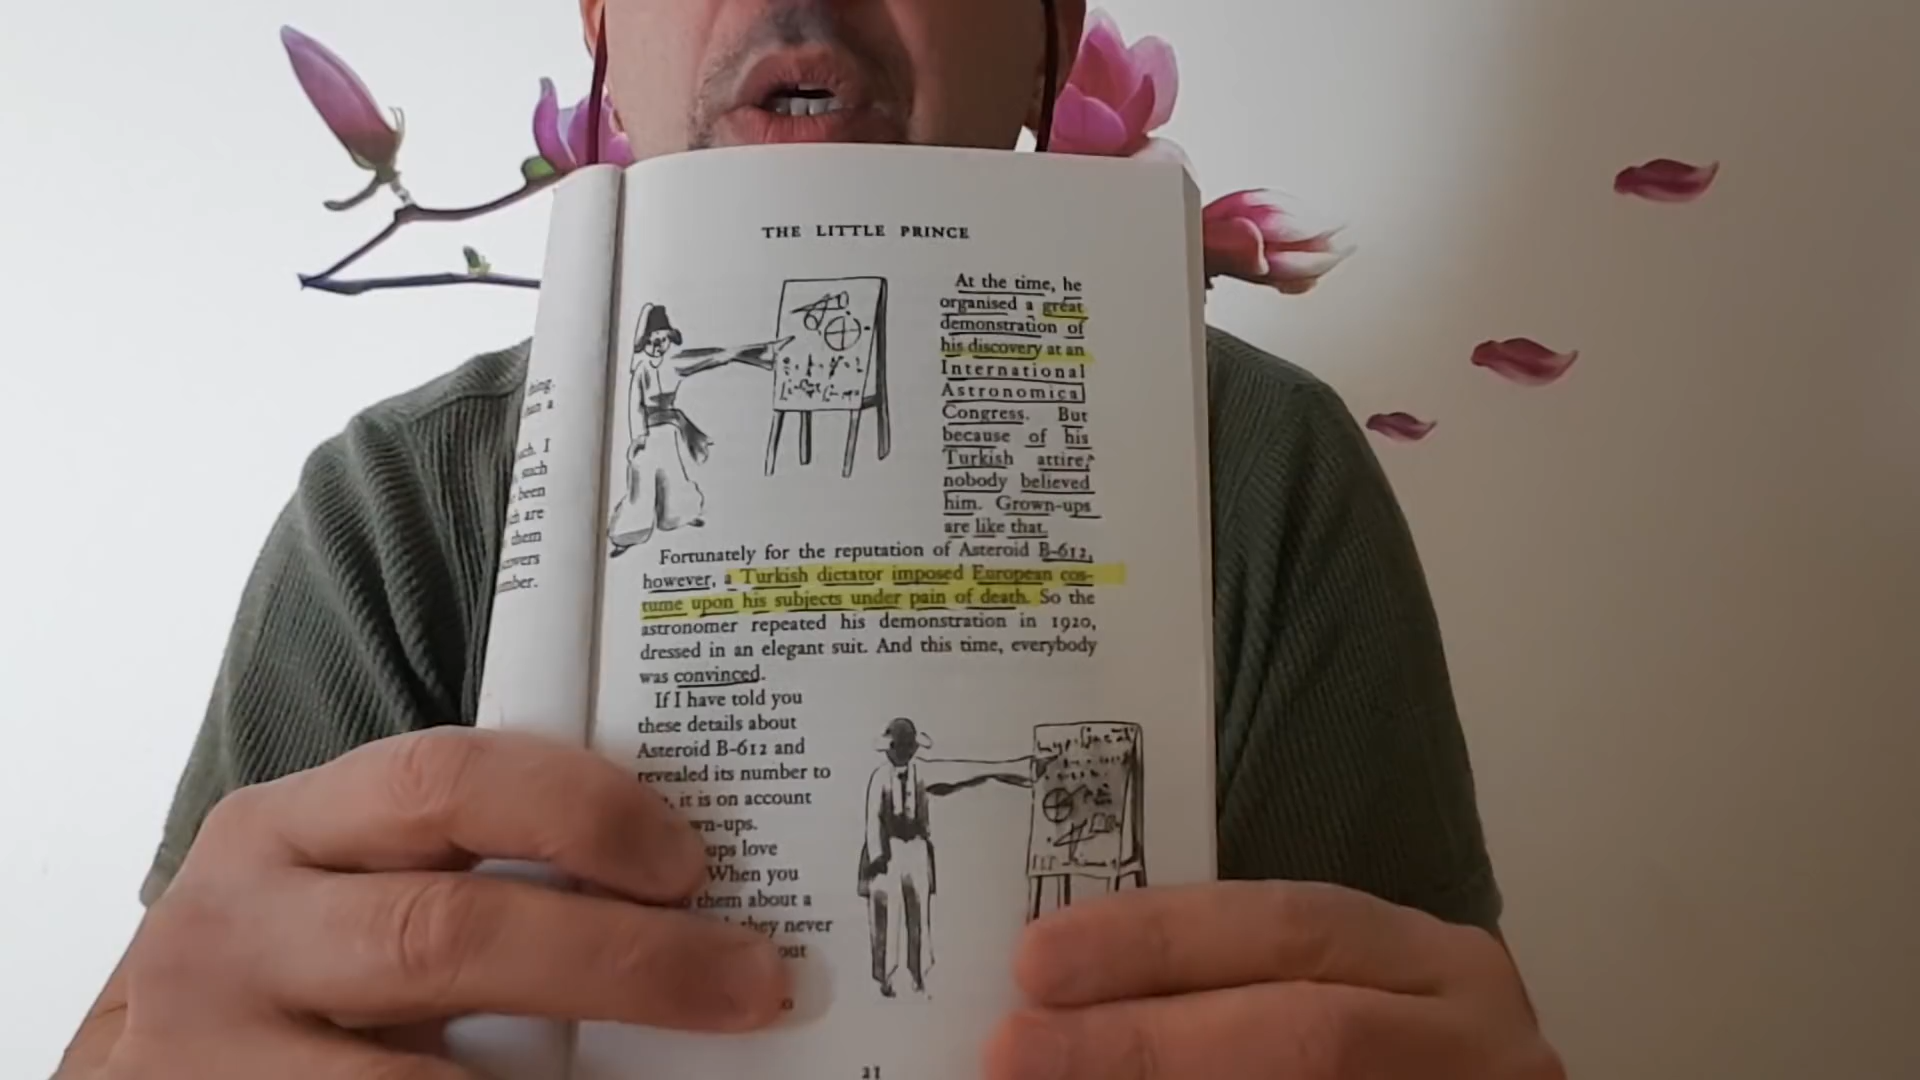 THE LITTLE PRINCE
At the time, he
organised a great
demonstration of
his discovery at an
International
Astronomical
Congress. But
because of his
Turkish attire,
nobody believed
him. Grown-ups
are like that.
Fortunately for the reputation of Asteroid B-612,
however, a Turkish dictator imposed European cos-
tume upon his subjects under pain of death. So the
astronomer repeated his demonstration in 1920,
dressed in an elegant suit. And this time, everybody
was convinced.
If I have told you
these details about
Asteroid B-612 and
revealed its number to
it is on account
ups love
When you
them about a
they never
21